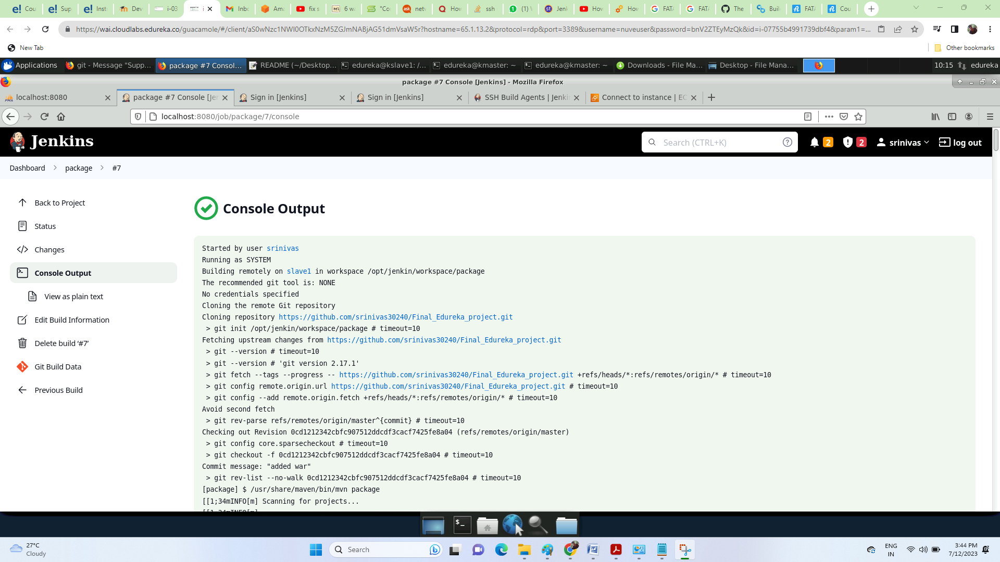 Cou
Sup
Inst
Dev
i-03
i
Inbo
Ama
fix s
6 wa
"Co
netw
How
ssh
(1) W
Jenk
How
How
FATA
FATA
The
Buil
FATA
Cou
https://wai.cloudlabs.edureka.co/guacamole/#/client/aS0wNzc1NWI0OTkxNzM5ZGJmNABjAG51dmVsaW5r?hostname=65.1.13.2&protocol=rdp&port=3389&username=nuveuser&password=bnV2ZTEyMzQk&id=i-07755b4991739dbf4&param1=...
New Tab
Other bookmarks
Applications
git - Message "Supp...
package #7 Consol...
README (~/Desktop...
edureka@kslave1: /...
edureka@kmaster: ~
edureka@kmaster: ~
Downloads - File Ma...
Desktop - File Mana...
10:15
edureka
package #7 Console [Jenkins] - Mozilla Firefox
localhost:8080
package #7 Console [Jen
Sign in [Jenkins]
Sign in [Jenkins]
SSH Build Agents | Jenki
Connect to instance | EC
localhost:8080/job/package/7/console
Jenkins
Search (CTRL+K)
2
2
srinivas
log out
Dashboard
package
#7
Back to Project
Status
Changes
Console Output
View as plain text
Edit Build Information
Delete build ‘#7’
Git Build Data
Previous Build
Console Output
Started by user srinivas
Running as SYSTEM
Building remotely on slave1 in workspace /opt/jenkin/workspace/package
The recommended git tool is: NONE
No credentials specified
Cloning the remote Git repository
Cloning repository https://github.com/srinivas30240/Final_Edureka_project.git
> git init /opt/jenkin/workspace/package # timeout=10
Fetching upstream changes from https://github.com/srinivas30240/Final_Edureka_project.git
> git --version # timeout=10
> git --version # 'git version 2.17.1'
> git fetch --tags --progress -- https://github.com/srinivas30240/Final_Edureka_project.git +refs/heads/*:refs/remotes/origin/* # timeout=10
> git config remote.origin.url https://github.com/srinivas30240/Final_Edureka_project.git # timeout=10
> git config --add remote.origin.fetch +refs/heads/*:refs/remotes/origin/* # timeout=10
Avoid second fetch
> git rev-parse refs/remotes/origin/master^{commit} # timeout=10
Checking out Revision 0cd1212342cbfc907512ddcdf3cacf7425fe8a04 (refs/remotes/origin/master)
> git config core.sparsecheckout # timeout=10
> git checkout -f 0cd1212342cbfc907512ddcdf3cacf7425fe8a04 # timeout=10
Commit message: "added war"
> git rev-list --no-walk 0cd1212342cbfc907512ddcdf3cacf7425fe8a04 # timeout=10
[package] $ /usr/share/maven/bin/mvn package
[[1;34mINFO[m] Scanning for projects...
[[1;34mINFO[m]
27°C
Cloudy
Search
ENG
IN
3:44 PM
7/12/2023